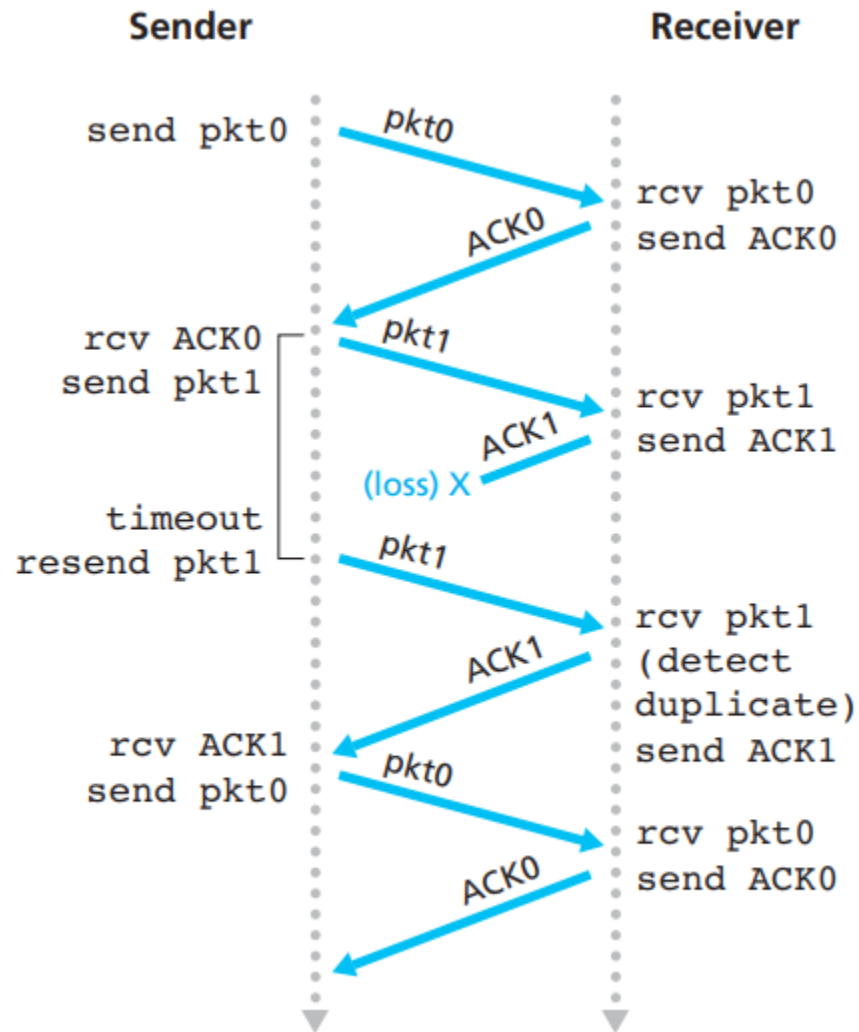 Sender
Receiver
send pkt0
pkt0
rcv pkt0
send ACK0
ACK0
rcv ACK0
send pkt1
pkt1
rcv pkt1
send ACK1
ACK1
(loss) X
timeout
resend pkt1
pkt1
rcv pkt1
(detect
duplicate)
send ACK1
ACK1
rcv ACK1
send pkt0
pkt0
rcv pkt0
send ACK0
ACK0